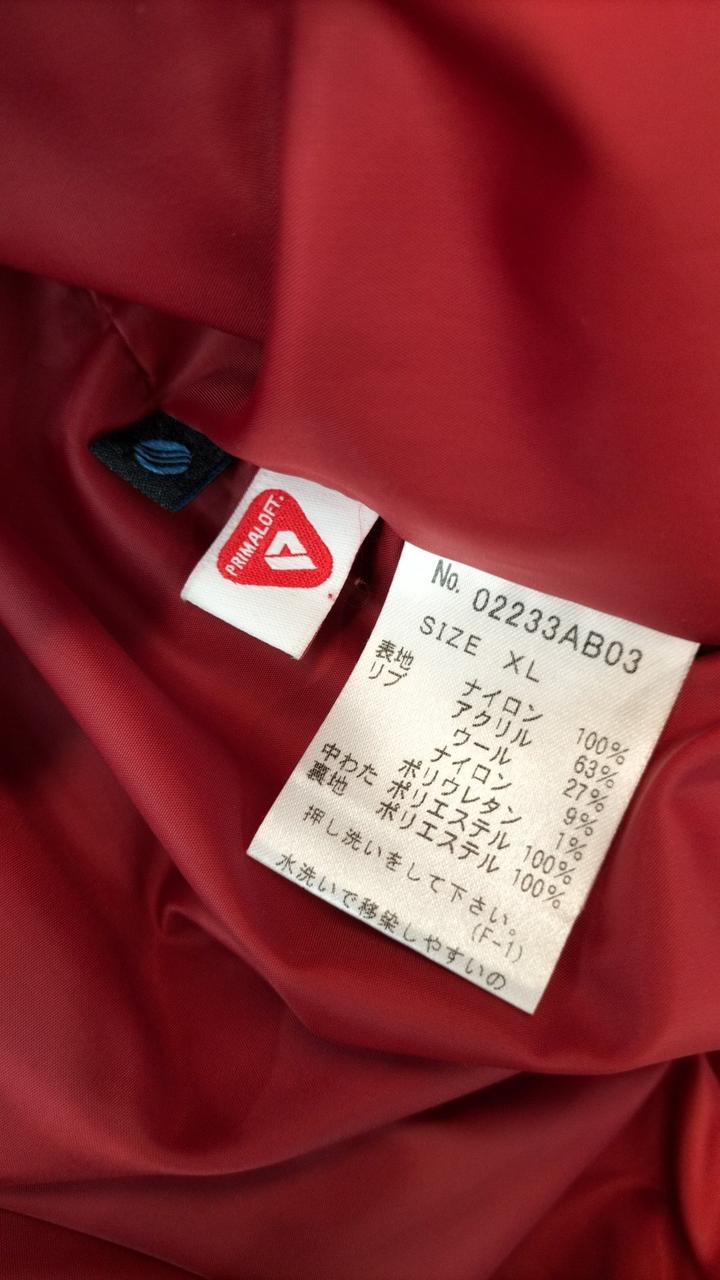 PRIMALOFT.
No. 02233AB03
SIZE XL
表地 ナイロン 100%
リブ アクリル 63%
ウール 27%
ナイロン 9%
ポリウレタン 1%
中わた ポリエステル 100%
裏地 ポリエステル 100%
押し洗いをして下さい。
(F-1)
水洗いで移染しやすいの